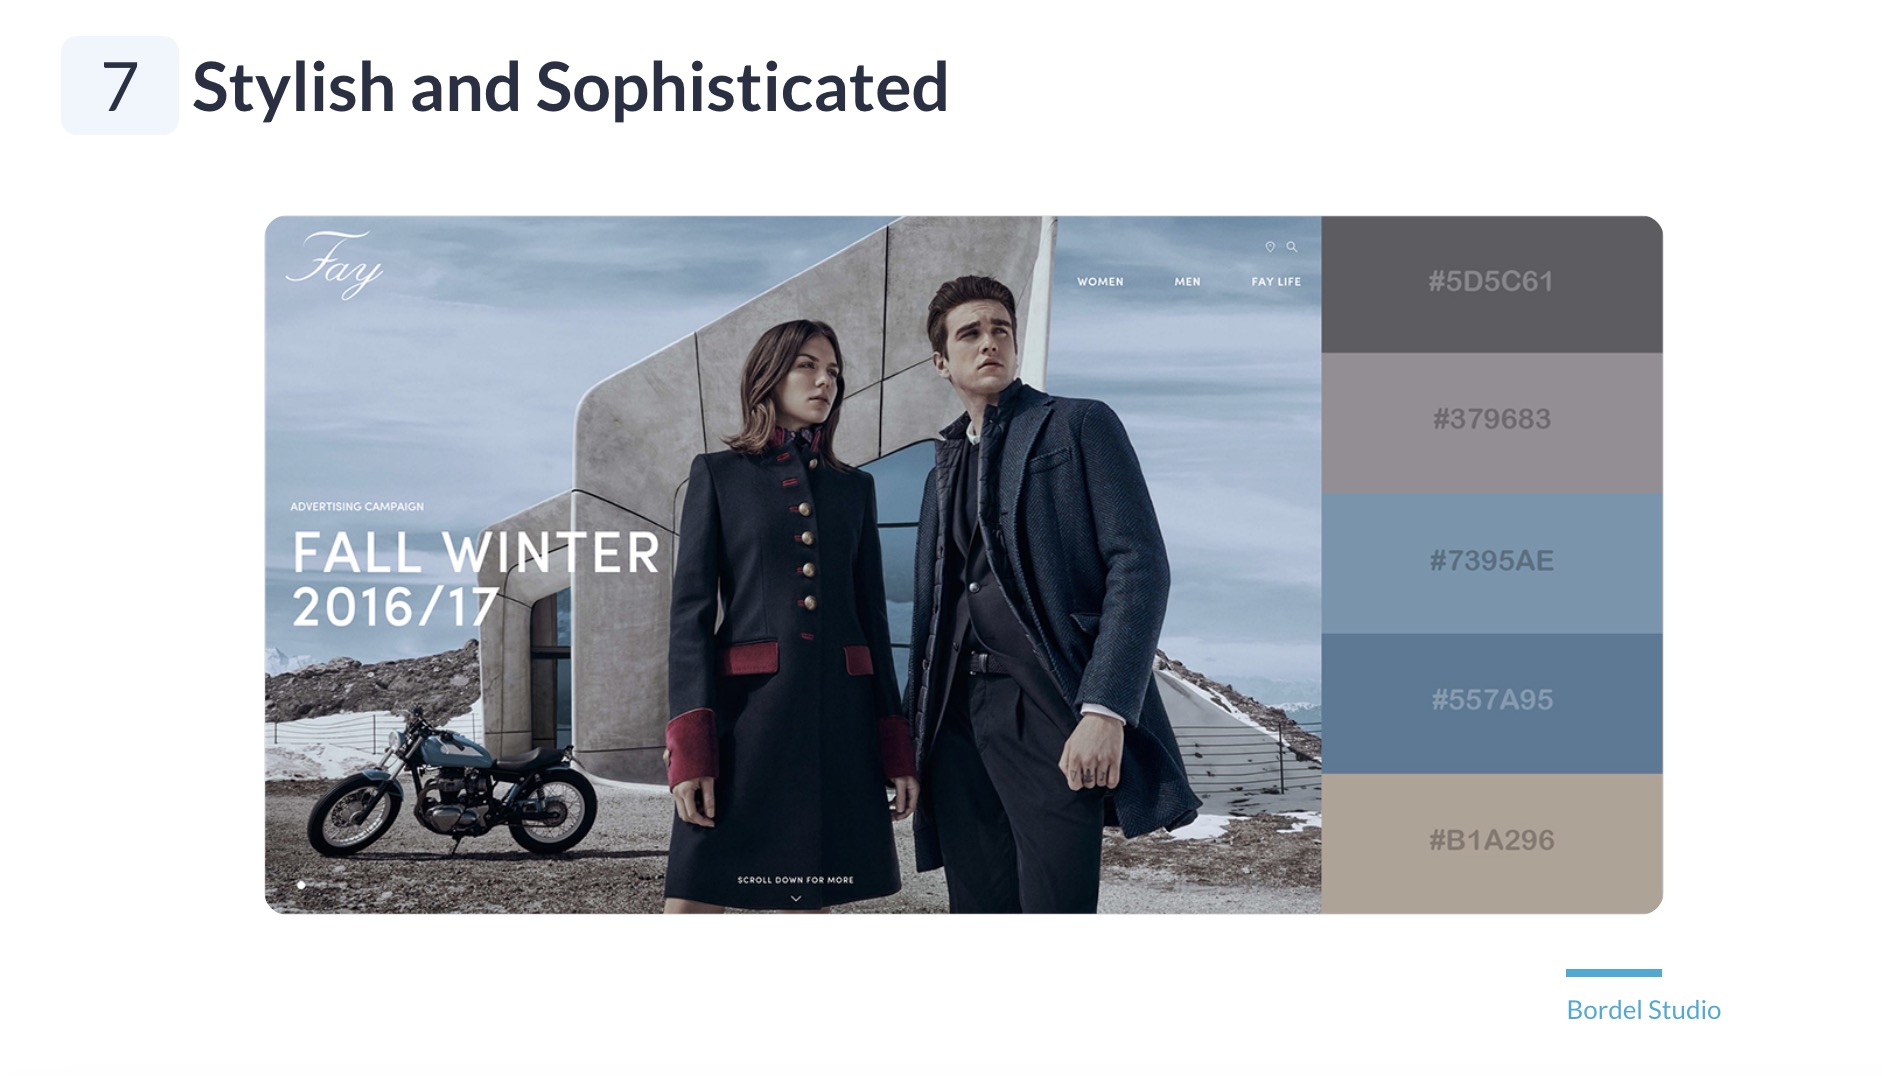 7 Stylish and Sophisticated
Fay
WOMEN MEN FAY LIFE
ADVERTISING CAMPAIGN
FALL WINTER
2016/17
SCROLL DOWN FOR MORE
#5D5C61
#379683
#7395AE
#557A95
#B1A296
Bordel Studio